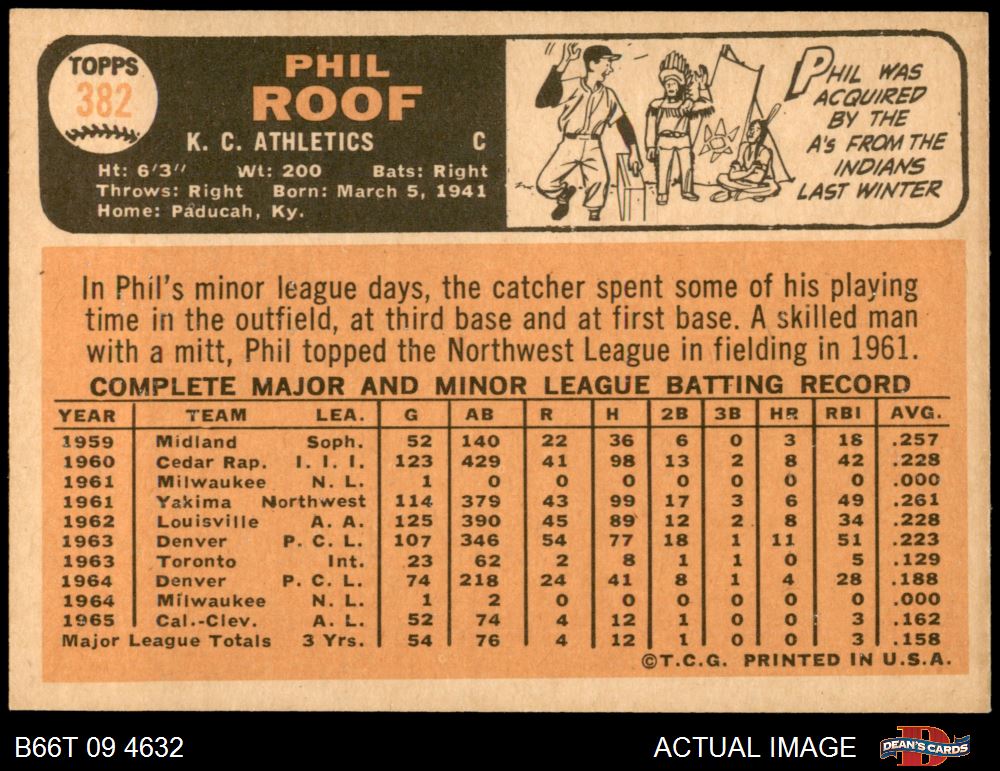 TOPPS
382
PHIL
ROOF
K. C. ATHLETICS C
Ht: 6'3" Wt: 200 Bats: Right
Throws: Right Born: March 5, 1941
Home: Paducah, Ky.
PHIL WAS
ACQUIRED
BY THE
A's FROM THE
INDIANS
LAST WINTER
In Phil's minor league days, the catcher spent some of his playing
time in the outfield, at third base and at first base. A skilled man
with a mitt, Phil topped the Northwest League in fielding in 1961.
COMPLETE MAJOR AND MINOR LEAGUE BATTING RECORD
YEAR TEAM LEA. G AB R H 2B 3B HR RBI AVG.
1959 Midland Soph. 52 140 22 36 6 0 3 18 .257
1960 Cedar Rap. I. I. I. 123 429 41 98 13 2 8 42 .228
1961 Milwaukee N. L. 1 0 0 0 0 0 0 0 .000
1961 Yakima Northwest 114 379 43 99 17 3 6 49 .261
1962 Louisville A. A. 125 390 45 89 12 2 8 34 .228
1963 Denver P. C. L. 107 346 54 77 18 1 11 51 .223
1963 Toronto Int. 23 62 2 8 1 1 0 5 .129
1964 Denver P. C. L. 74 218 24 41 8 1 4 28 .188
1964 Milwaukee N. L. 1 2 0 0 0 0 0 0 .000
1965 Cal.-Clev. A. L. 52 74 4 12 1 0 0 3 .162
Major League Totals 3 Yrs. 54 76 4 12 1 0 0 3 .158
©T.C.G. PRINTED IN U.S.A.
B66T 09 4632
ACTUAL IMAGE
DEAN'S CARDS